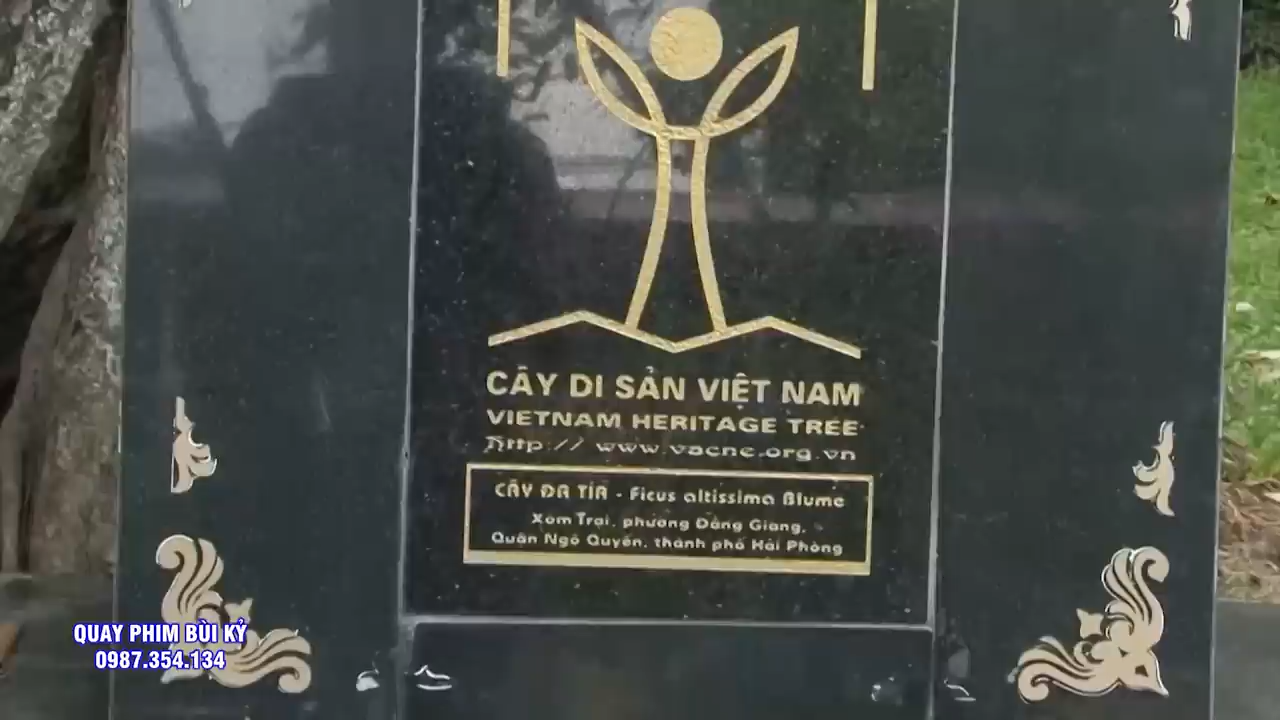 CÂY DI SẢN VIỆT NAM
VIETNAM HERITAGE TREE
http://www.vacne.org.vn
CÂY ĐA TÍA - Ficus altissima Blume
Xóm Trại, phường Đằng Giang,
Quận Ngô Quyền, thành phố Hải Phòng
QUAY PHIM BÙI KỶ
0987.354.134